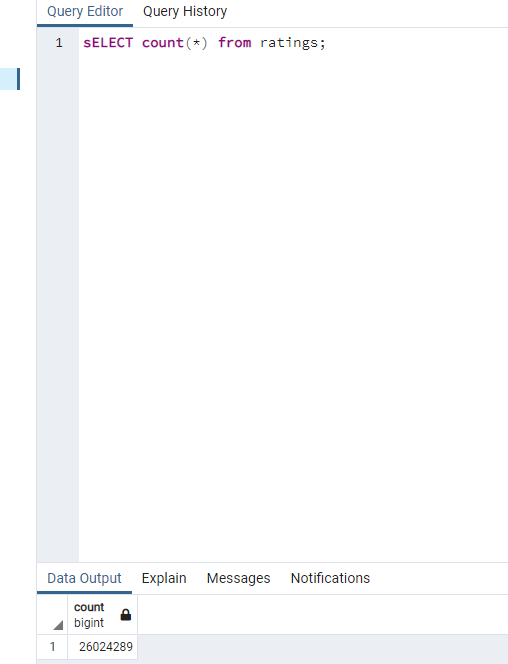 Query Editor Query History
1 sELECT count(*) from ratings;
Data Output Explain Messages Notifications
count
bigint
1 26024289